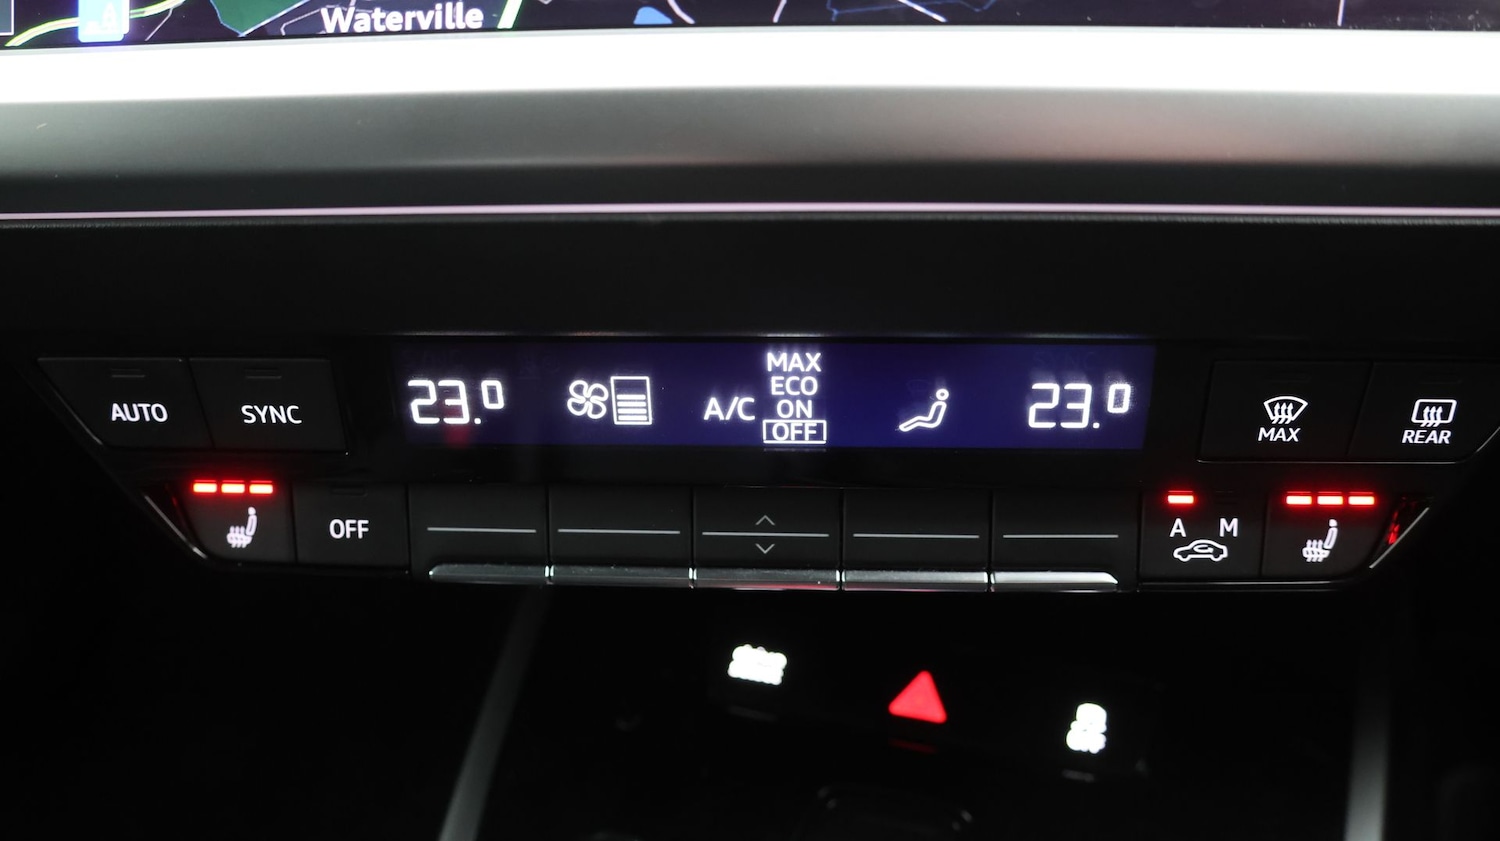 Waterville
AUTO
SYNC
23.0
A/C
MAX
ECO
ON
OFF
23.0
MAX
REAR
OFF
A
M